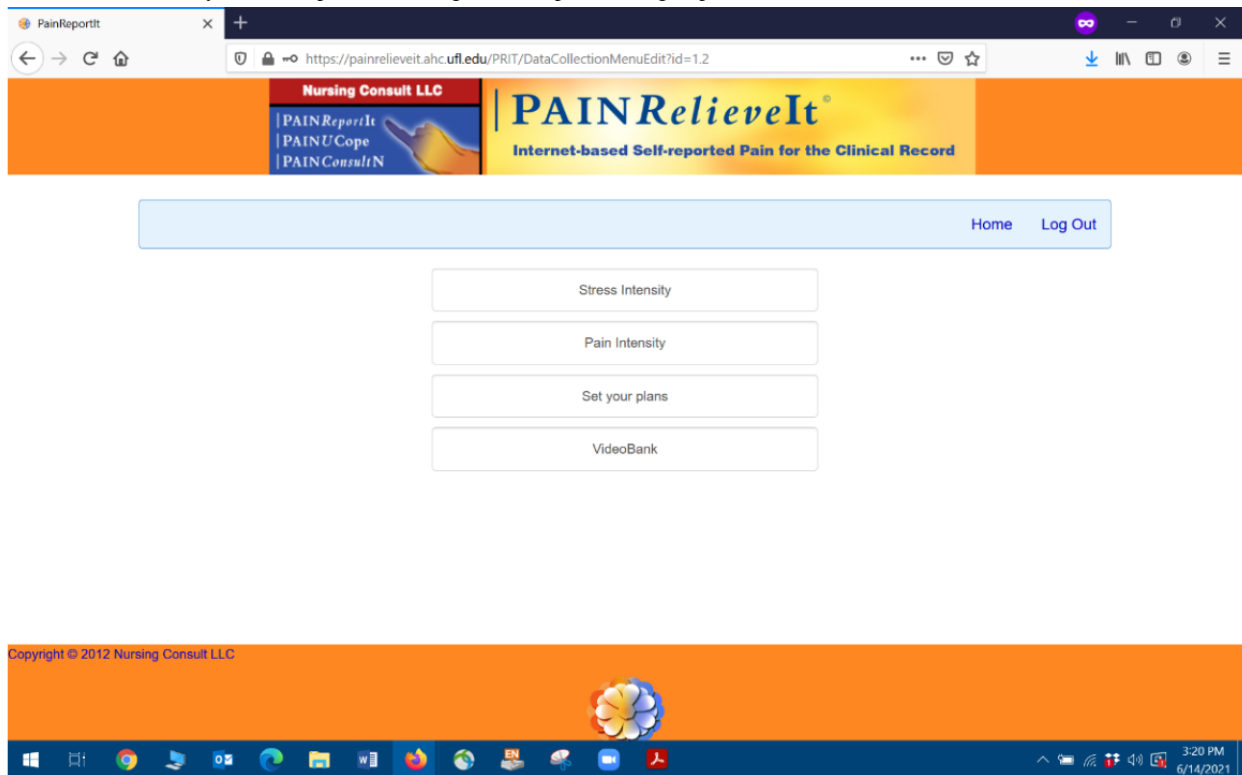 PainReportIt
https://painrelieveit.ahc.ufl.edu/PRIT/DataCollectionMenuEdit?id=1.2
Nursing Consult LLC
PAINReportIt
PAINUCope
PAINConsultN
PAINRelieveIt©
Internet-based Self-reported Pain for the Clinical Record
Home Log Out
Stress Intensity
Pain Intensity
Set your plans
VideoBank
Copyright © 2012 Nursing Consult LLC
EN
3:20 PM
6/14/2021